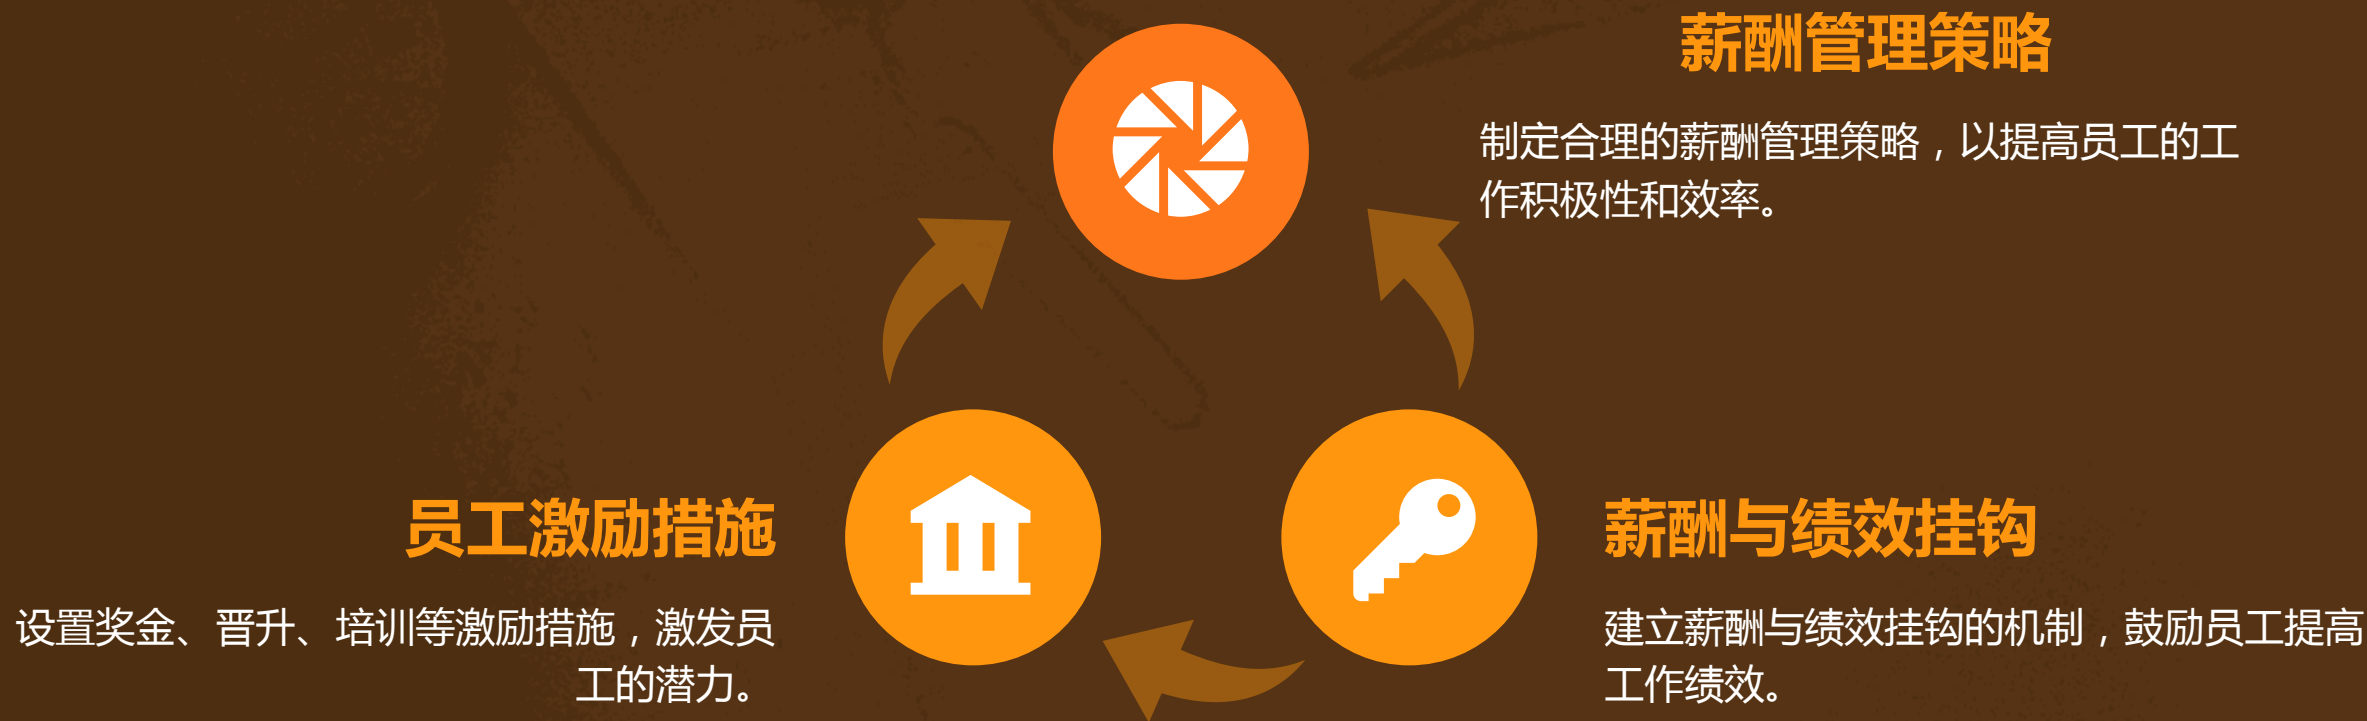 薪酬管理策略
制定合理的薪酬管理策略，以提高员工的工
作积极性和效率。
员工激励措施
设置奖金、晋升、培训等激励措施，激发员
工的潜力。
薪酬与绩效挂钩
建立薪酬与绩效挂钩的机制，鼓励员工提高
工作绩效。